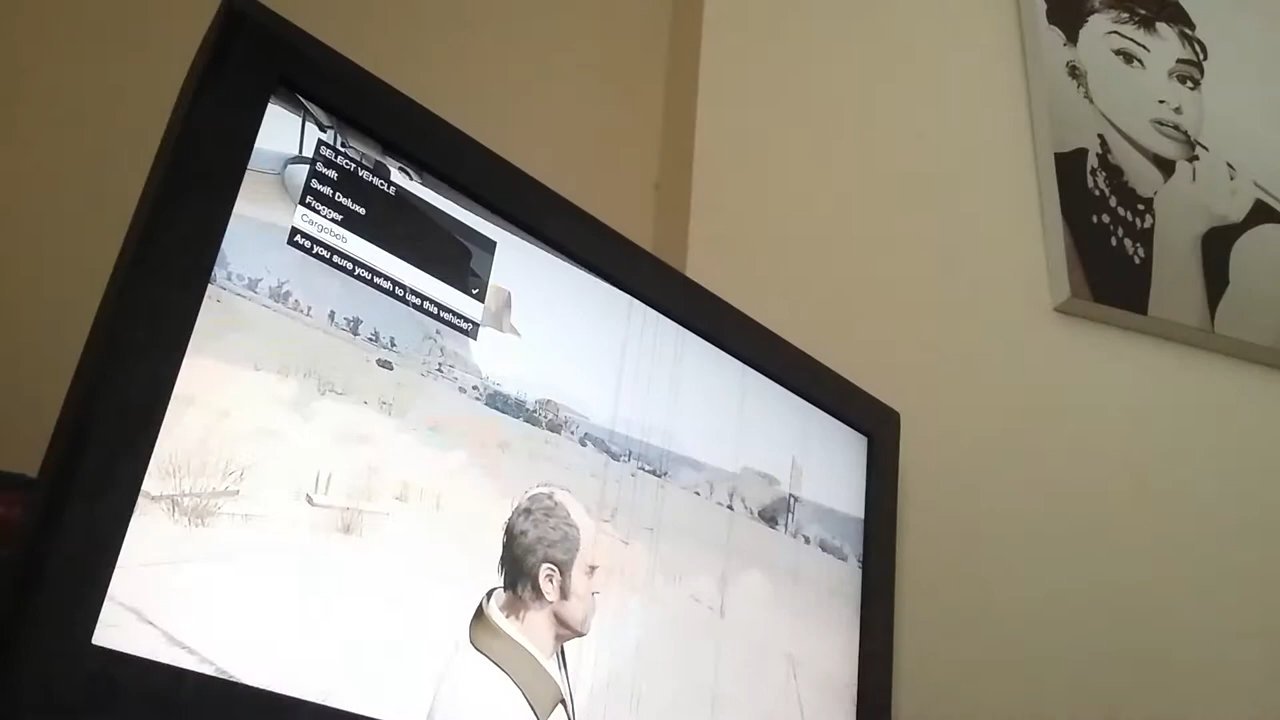 SELECT VEHICLE
Swift
Swift Deluxe
Frogger
Cargobob
Are you sure you wish to use this vehicle?